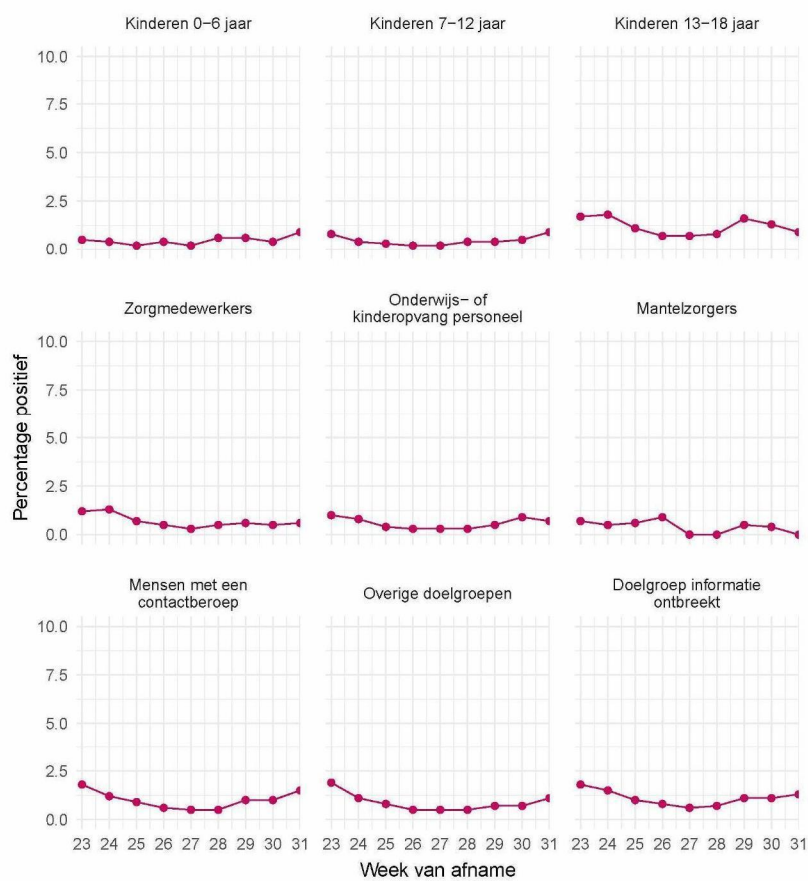 Kinderen 0−6 jaar
Kinderen 7−12 jaar
Kinderen 13−18 jaar
10.0
7.5
5.0
2.5
0.0
Zorgmedewerkers
Onderwijs− of
kinderopvang personeel
Mantelzorgers
Percentage positief
10.0
7.5
5.0
2.5
0.0
Mensen met een
contactberoep
Overige doelgroepen
Doelgroep informatie
ontbreekt
10.0
7.5
5.0
2.5
0.0
23 24 25 26 27 28 29 30 31
23 24 25 26 27 28 29 30 31
23 24 25 26 27 28 29 30 31
Week van afname